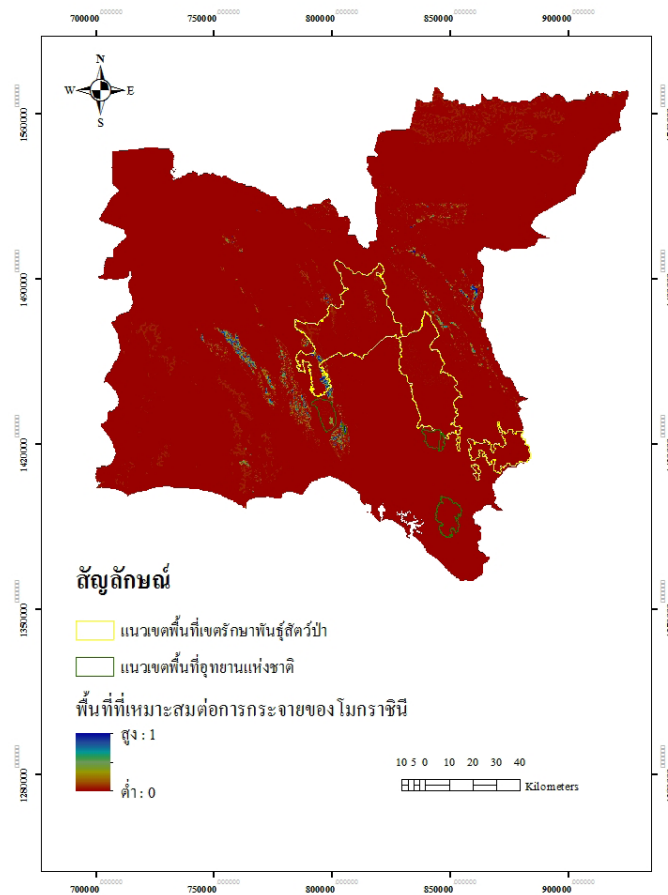 700000 750000 800000 850000 900000
N
W E
S
1560000
1490000
1420000
1350000
1280000
สัญลักษณ์
แนวเขตพื้นที่เขตรักษาพันธุ์สัตว์ป่า
แนวเขตพื้นที่อุทยานแห่งชาติ
พื้นที่ที่เหมาะสมต่อการกระจายของโมกราชินี
สูง : 1
ต่ำ : 0
10 5 0 10 20 30 40
Kilometers
700000 750000 800000 850000 900000